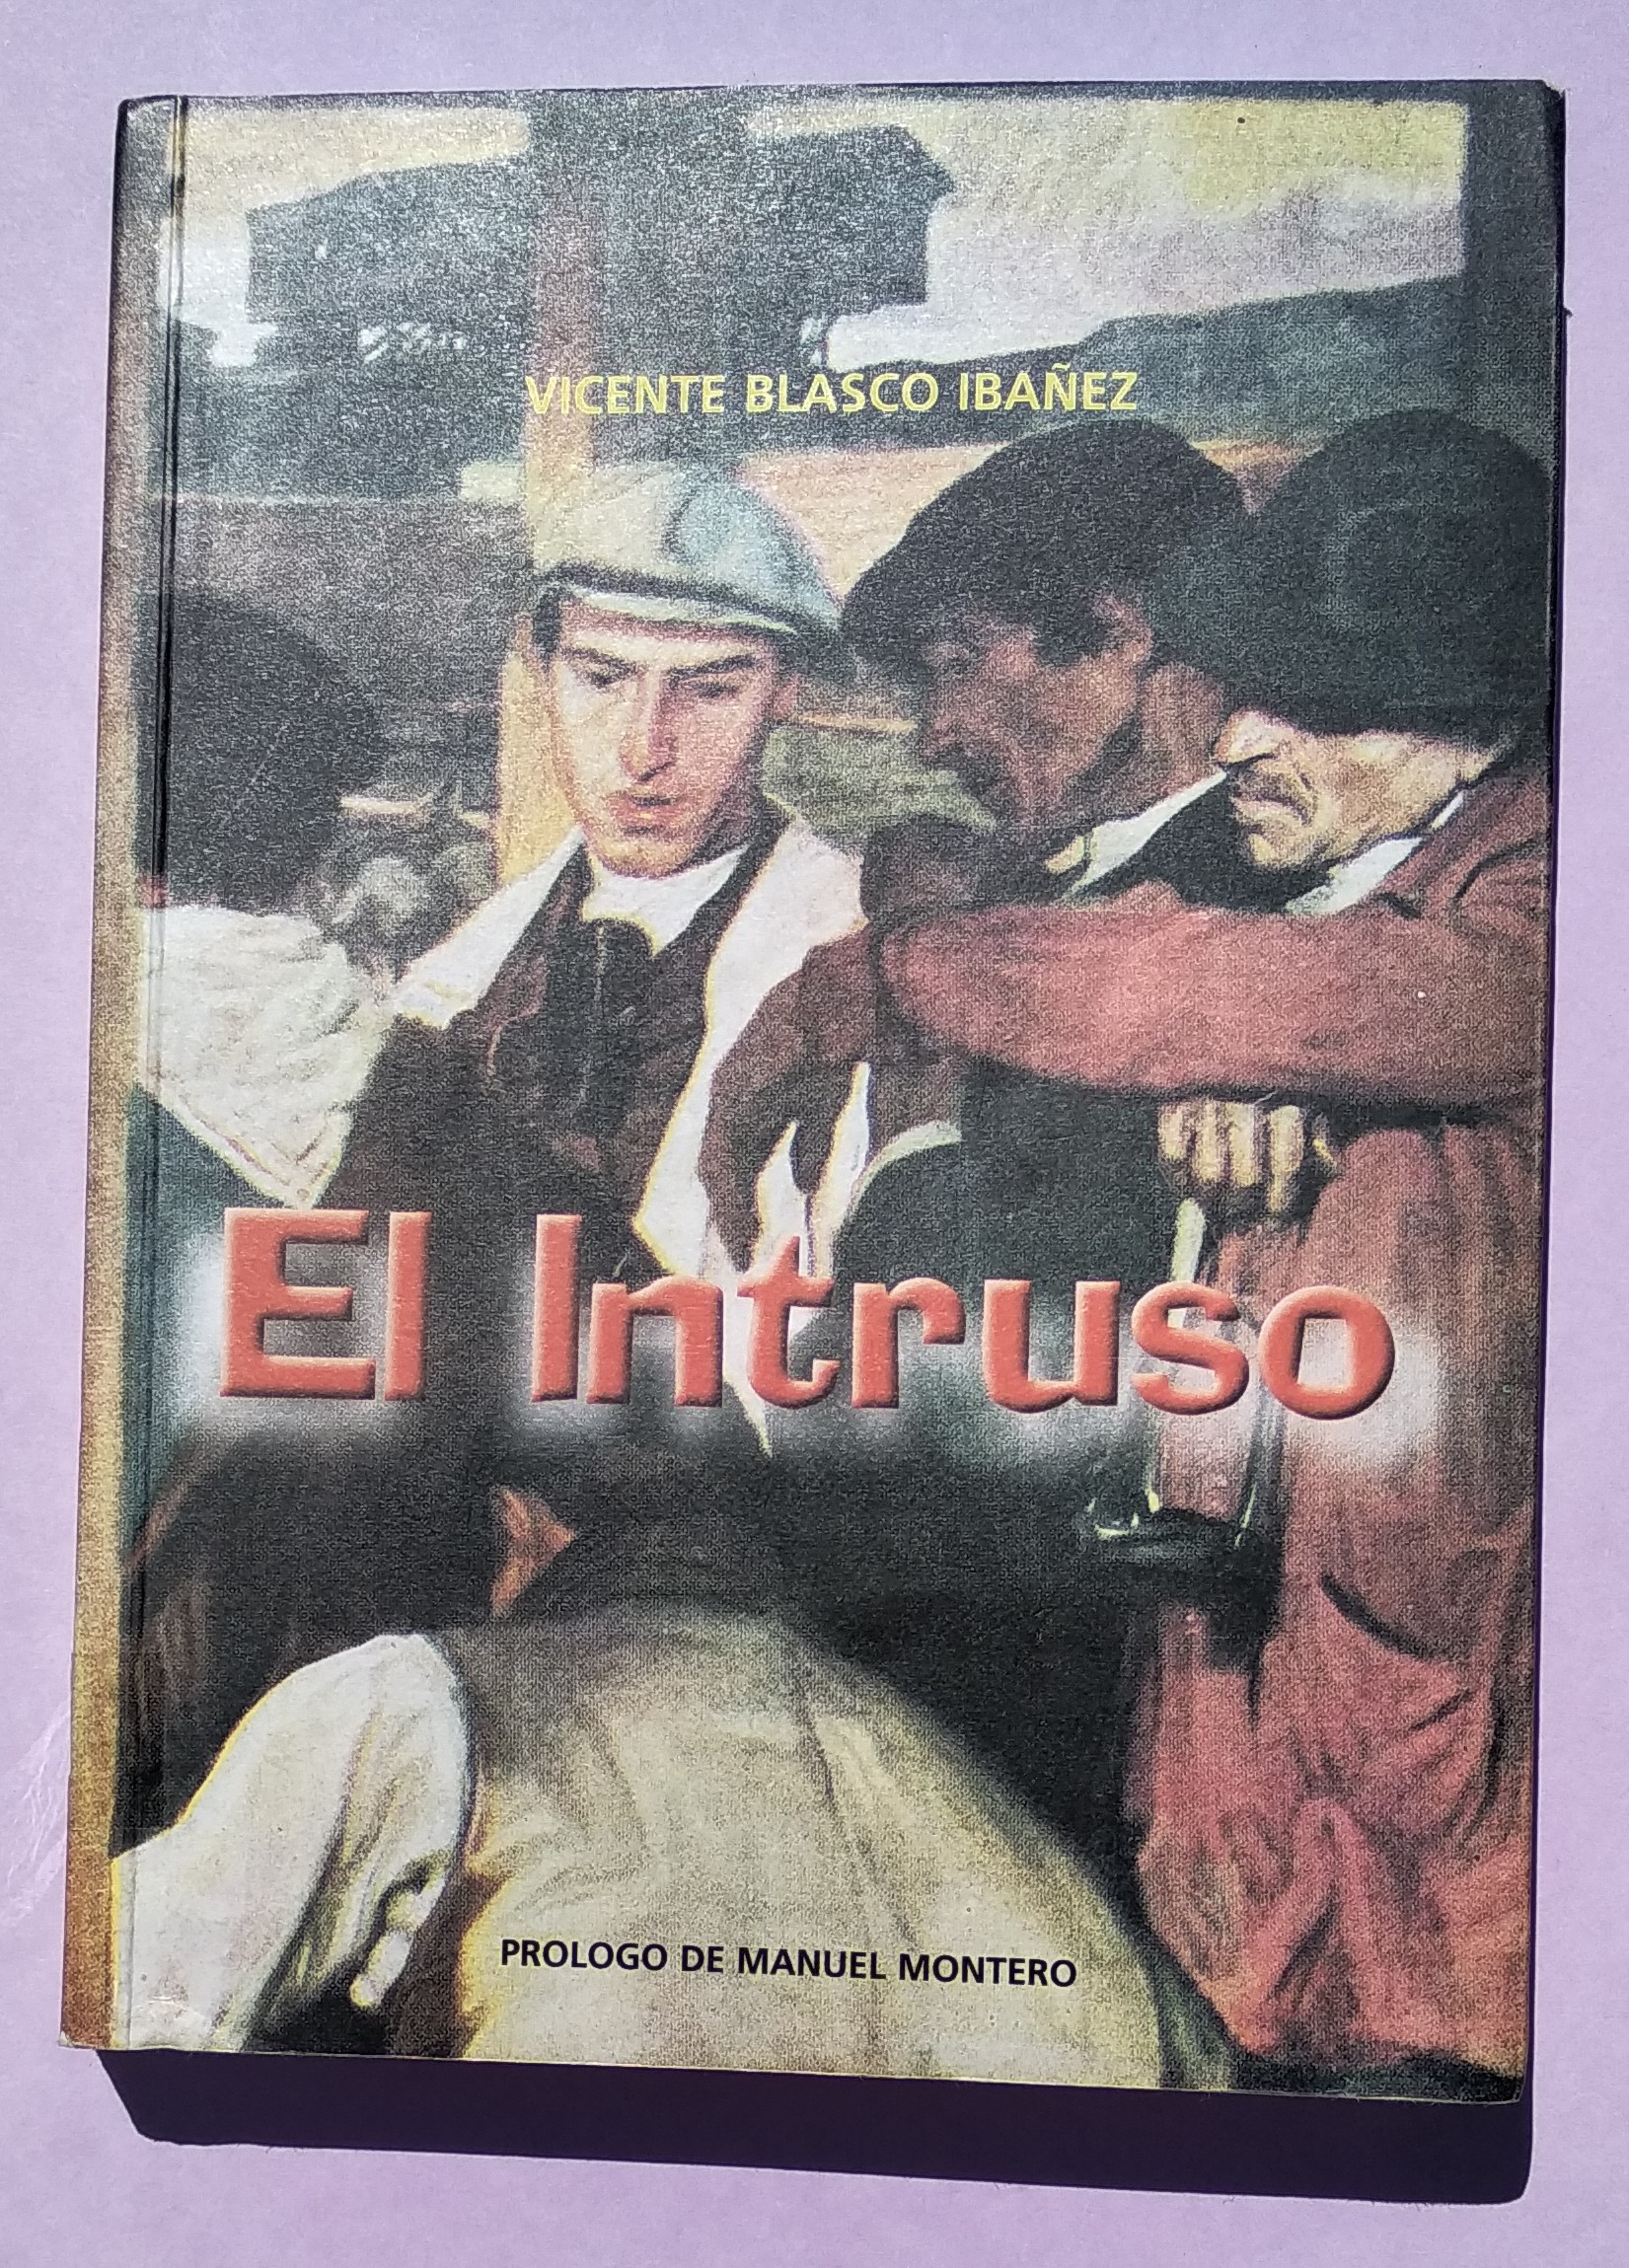 VICENTE BLASCO IBAÑEZ
El Intruso
PROLOGO DE MANUEL MONTERO